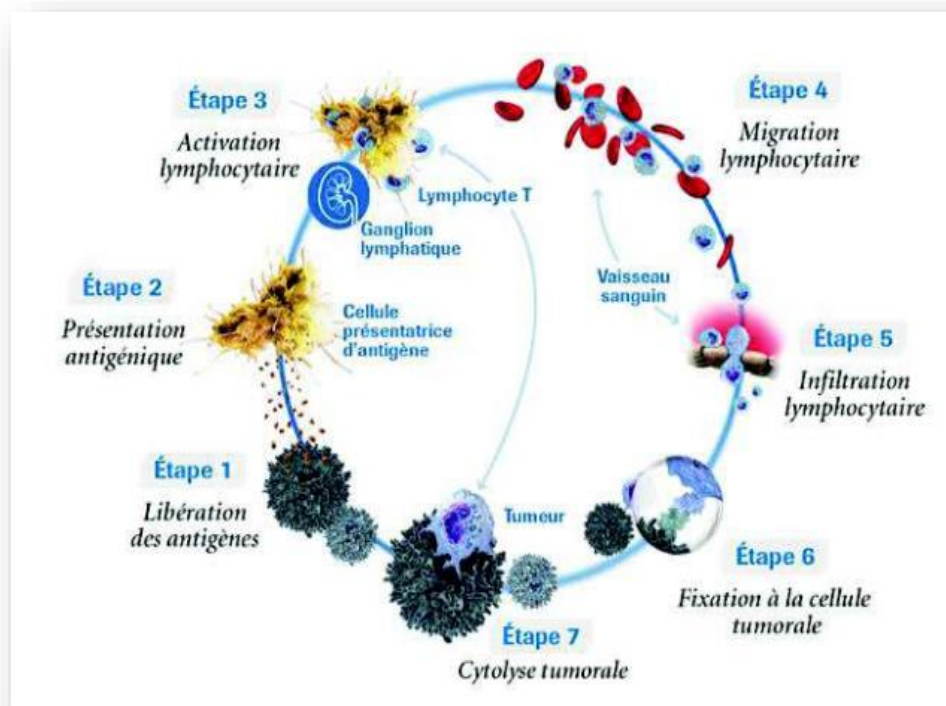 Étape 1
Libération
des antigènes
Étape 2
Présentation
antigénique
Cellule
présentatrice
d'antigène
Étape 3
Activation
lymphocytaire
Lymphocyte T
Ganglion
lymphatique
Étape 4
Migration
lymphocytaire
Vaisseau
sanguin
Étape 5
Infiltration
lymphocytaire
Étape 6
Fixation à la cellule
tumorale
Tumeur
Étape 7
Cytolyse tumorale